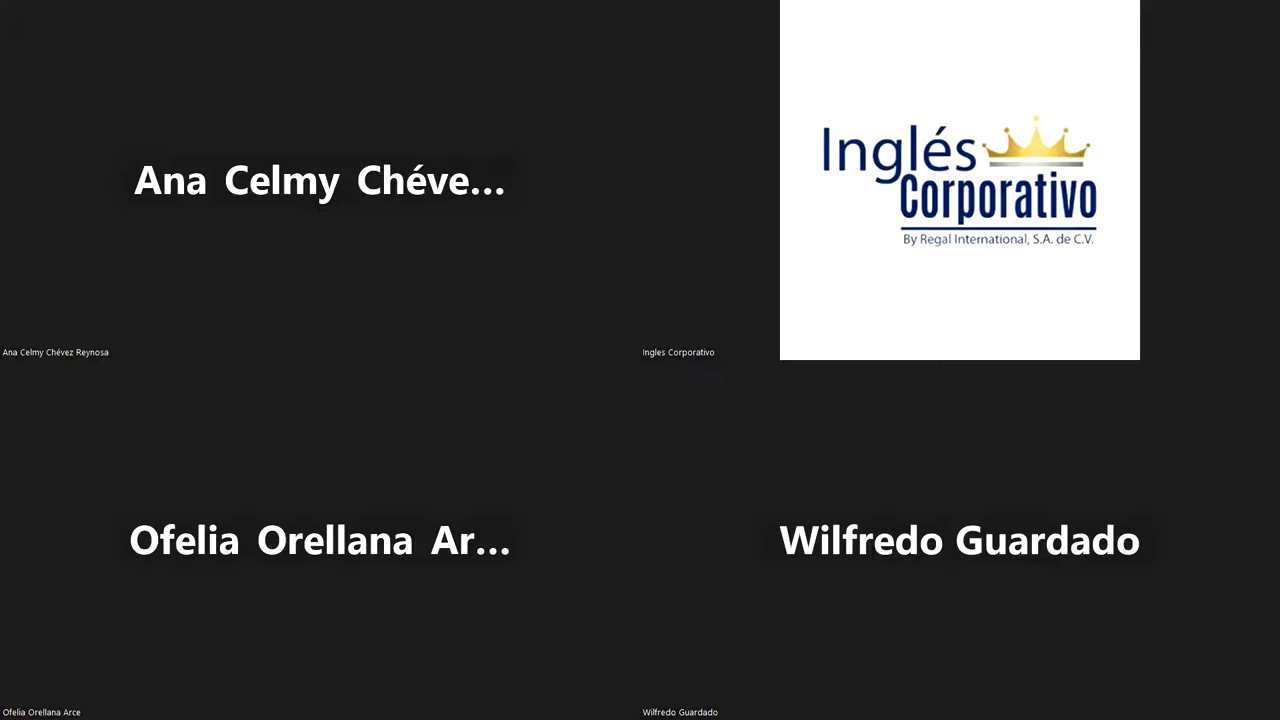 Ana Celmy Chéve...
Ana Celmy Chévez Reynosa
Inglés
Corporativo
By Regal International, S.A. de C.V.
Ingles Corporativo
Ofelia Orellana Ar...
Ofelia Orellana Arce
Wilfredo Guardado
Wilfredo Guardado